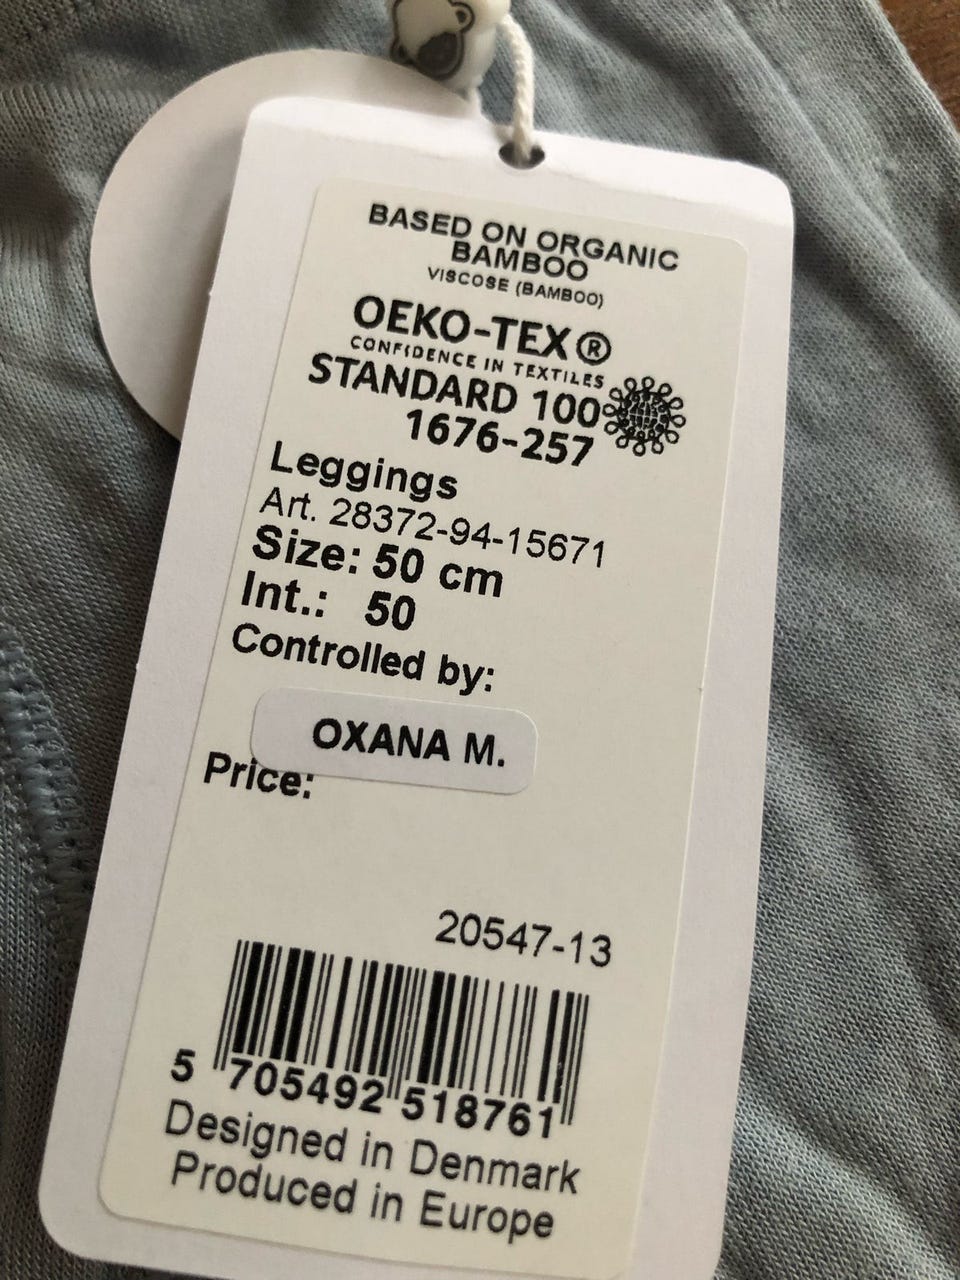 BASED ON ORGANIC
BAMBOO
VISCOSE (BAMBOO)
OEKO-TEX®
CONFIDENCE IN TEXTILES
STANDARD 100
1676-257
Leggings
Art. 28372-94-15671
Size: 50 cm
Int.: 50
Controlled by:
OXANA M.
Price:
20547-13
5 705492 518761
Designed in Denmark
Produced in Europe